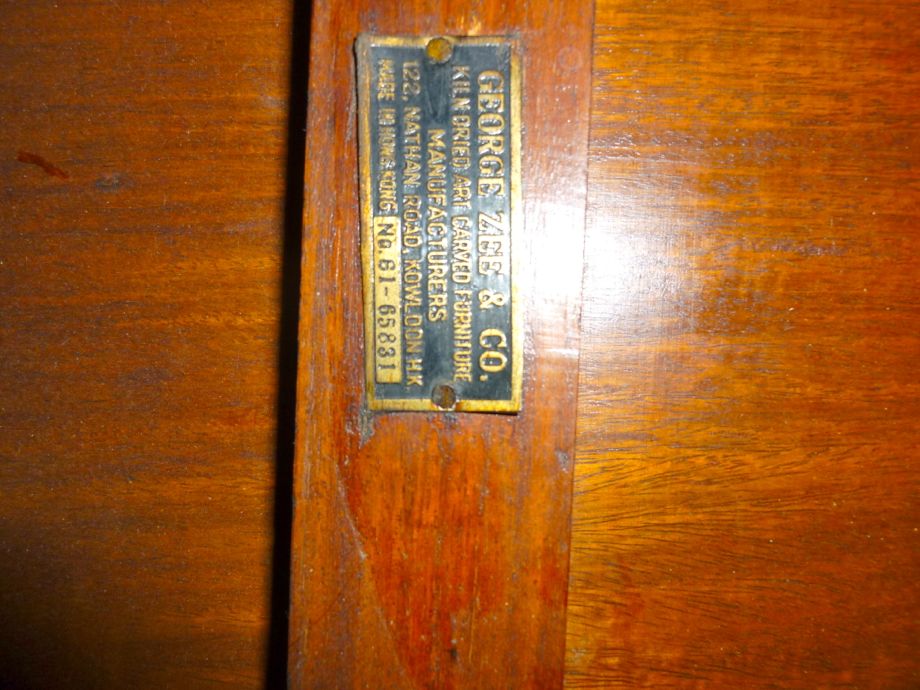 GEORGE ZEE & CO.
KILN DRIED ART CARVED FURNITURE
MANUFACTURERS
122, NATHAN ROAD, KOWLOON H.K.
MADE IN HONG KONG No. 61-65831